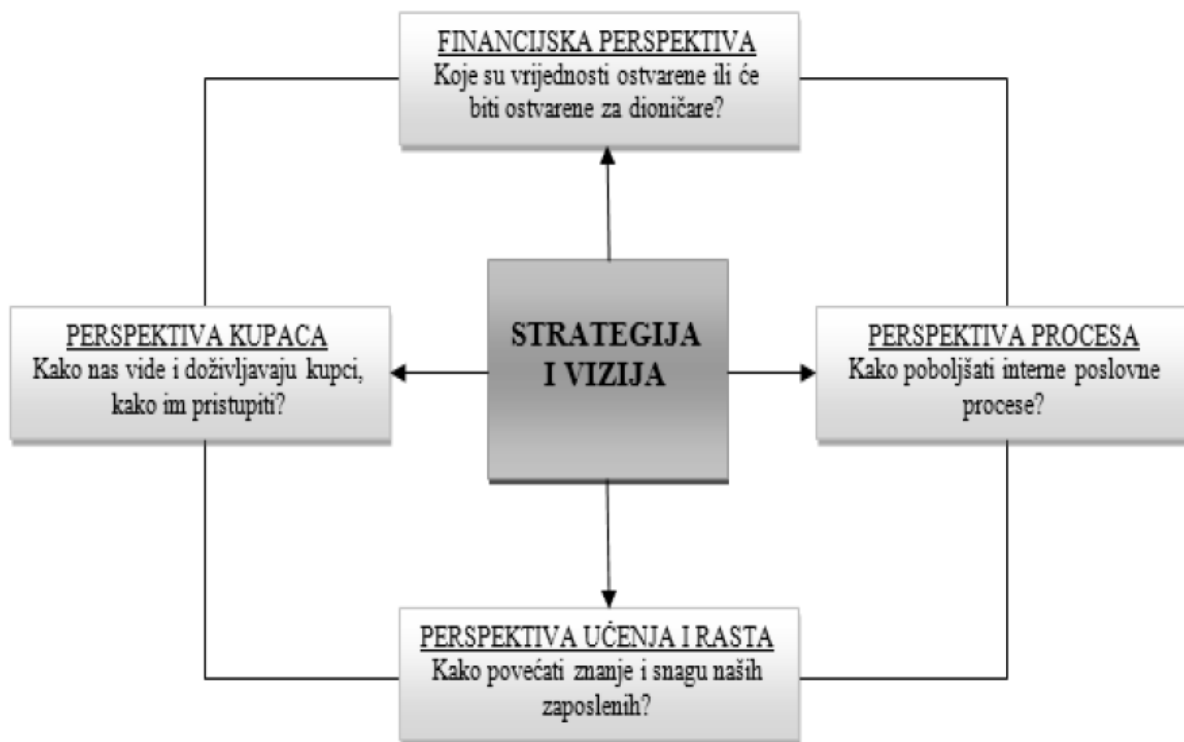 FINANCIJSKA PERSPEKTIVA
Koje su vrijednosti ostvarene ili će
biti ostvarene za dioničare?
PERSPEKTIVA KUPACA
Kako nas vide i doživljavaju kupci,
kako im pristupiti?
STRATEGIJA
I VIZIJA
PERSPEKTIVA PROCESA
Kako poboljšati interne poslovne
procese?
PERSPEKTIVA UČENJA I RASTA
Kako povećati znanje i snagu naših
zaposlenih?